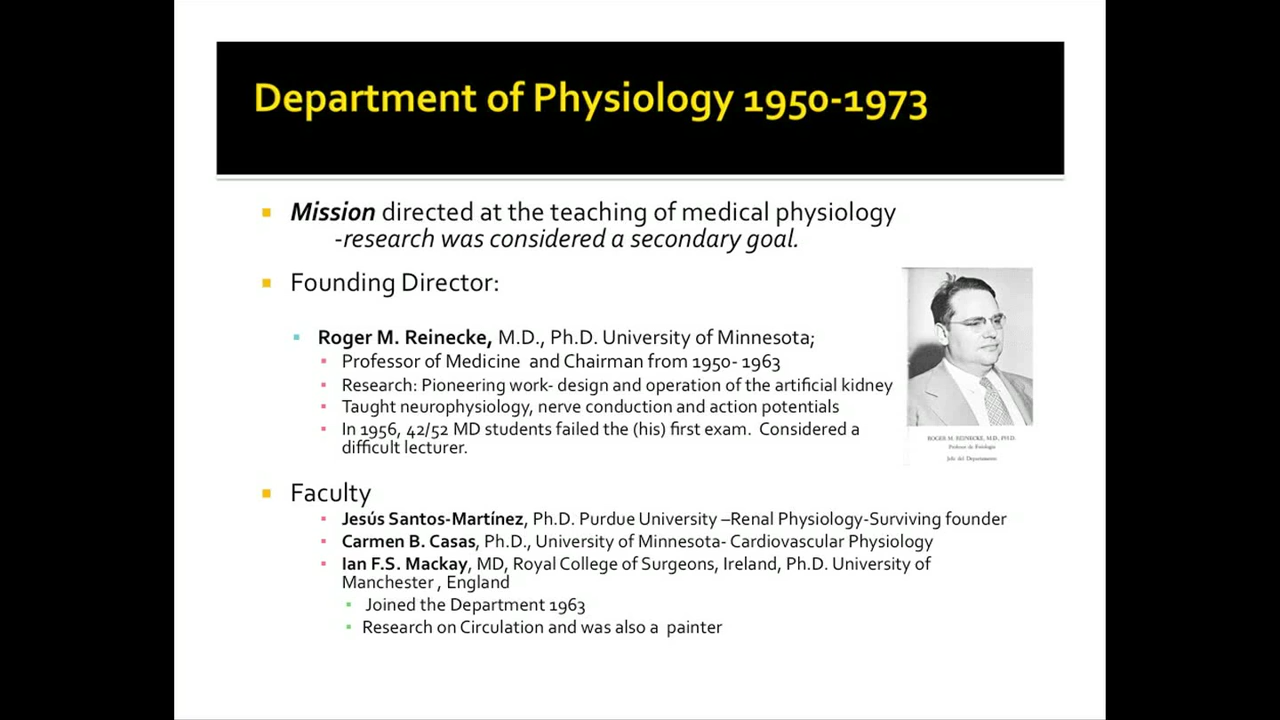 Department of Physiology 1950-1973
Mission directed at the teaching of medical physiology
-research was considered a secondary goal.
Founding Director:
Roger M. Reinecke, M.D., Ph.D. University of Minnesota;
Professor of Medicine and Chairman from 1950- 1963
Research: Pioneering work- design and operation of the artificial kidney
Taught neurophysiology, nerve conduction and action potentials
In 1956, 42/52 MD students failed the (his) first exam. Considered a
difficult lecturer.
ROGER M. REINECKE, M.D., PH.D.
Profesor de Fisiología
Jefe del Departamento
Faculty
Jesús Santos-Martínez, Ph.D. Purdue University –Renal Physiology-Surviving founder
Carmen B. Casas, Ph.D., University of Minnesota- Cardiovascular Physiology
Ian F.S. Mackay, MD, Royal College of Surgeons, Ireland, Ph.D. University of
Manchester , England
Joined the Department 1963
Research on Circulation and was also a painter